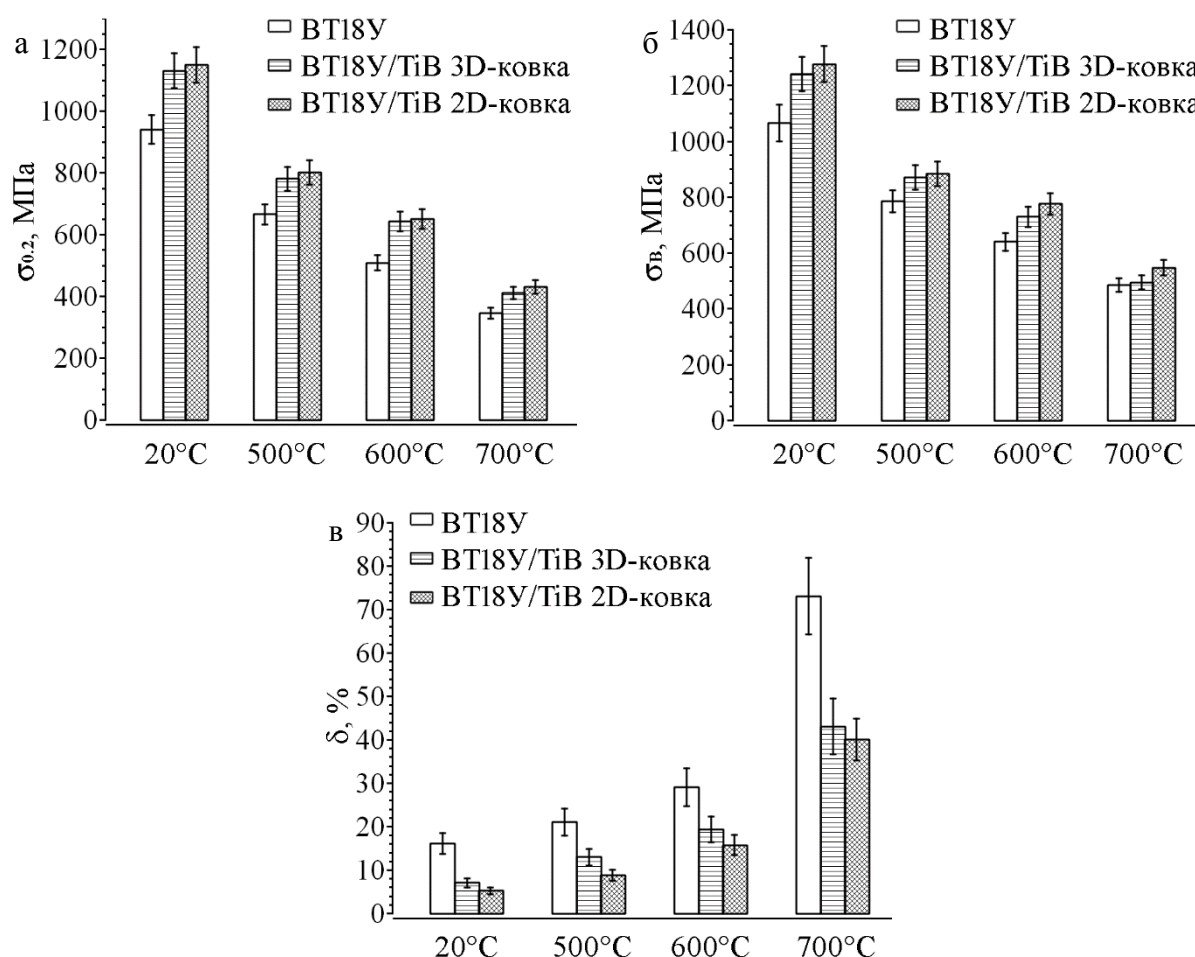 а
σ0.2, МПа
1200
1000
800
600
400
200
0
ВТ18У
ВТ18У/TiB 3D-ковка
ВТ18У/TiB 2D-ковка
20°C
500°C
600°C
700°C
б
σв, МПа
1400
1200
1000
800
600
400
200
0
ВТ18У
ВТ18У/TiB 3D-ковка
ВТ18У/TiB 2D-ковка
20°C
500°C
600°C
700°C
в
δ, %
90
80
70
60
50
40
30
20
10
0
ВТ18У
ВТ18У/TiB 3D-ковка
ВТ18У/TiB 2D-ковка
20°C
500°C
600°C
700°C